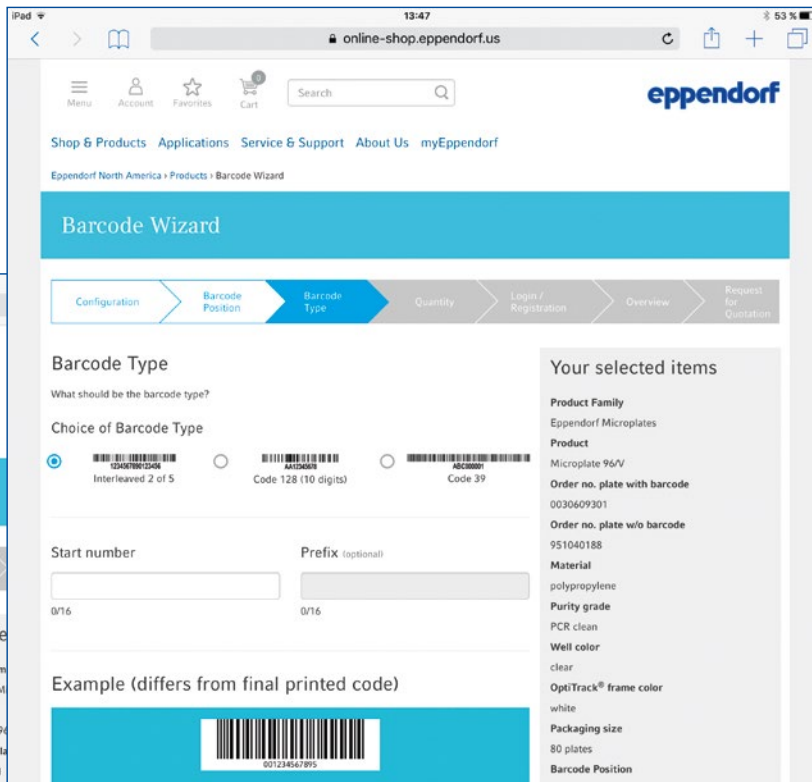 iPad
13:47
53 %
online-shop.eppendorf.us
Menu
Account
Favorites
0
Cart
Search
eppendorf
Shop & Products Applications Service & Support About Us myEppendorf
Eppendorf North America › Products › Barcode Wizard
Barcode Wizard
Configuration
Barcode
Position
Barcode
Type
Quantity
Login /
Registration
Overview
Request
for
Quotation
Barcode Type
What should be the barcode type?
Choice of Barcode Type
1234567890123456
Interleaved 2 of 5
AA12345678
Code 128 (10 digits)
ABC000001
Code 39
Start number
0/16
Prefix (optional)
0/16
Example (differs from final printed code)
001234567895
Your selected items
Product Family
Eppendorf Microplates
Product
Microplate 96/V
Order no. plate with barcode
0030609301
Order no. plate w/o barcode
951040188
Material
polypropylene
Purity grade
PCR clean
Well color
clear
OptiTrack® frame color
white
Packaging size
80 plates
Barcode Position